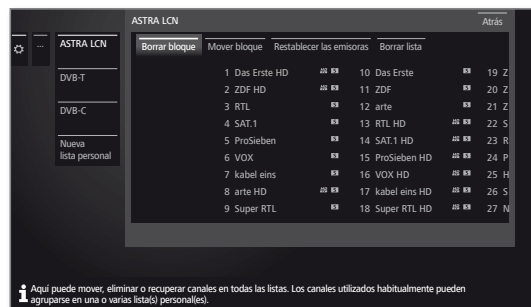 ASTRA LCN
Atrás
...
ASTRA LCN
DVB-T
DVB-C
Nueva
lista personal
Borrar bloque Mover bloque Restablecer las emisoras Borrar lista
1 Das Erste HD 10 Das Erste 19 Z
2 ZDF HD 11 ZDF 20 Z
3 RTL 12 arte 21 Z
4 SAT.1 13 RTL HD 22 S
5 ProSieben 14 SAT.1 HD 23 R
6 VOX 15 ProSieben HD 24 P
7 kabel eins 16 VOX HD 25 H
8 arte HD 17 kabel eins HD 26 S
9 Super RTL 18 Super RTL HD 27 N
Aquí puede mover, eliminar o recuperar canales en todas las listas. Los canales utilizados habitualmente pueden
agruparse en una o varias lista(s) personal(es).